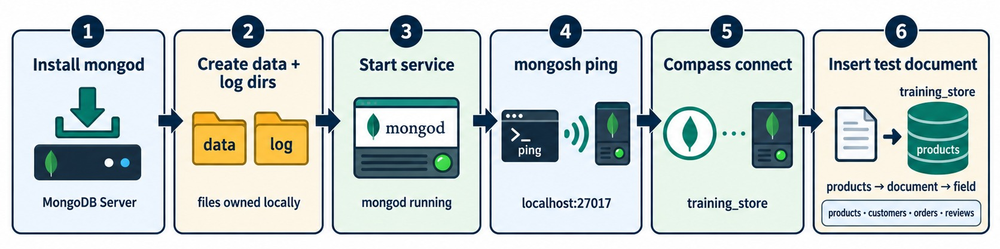 1
Install mongod
MongoDB Server
2
Create data +
log dirs
data
log
files owned locally
3
Start service
mongod
mongod running
4
mongosh ping
>_
ping
localhost:27017
5
Compass connect
training_store
6
Insert test document
training_store
products
products → document → field
products • customers • orders • reviews